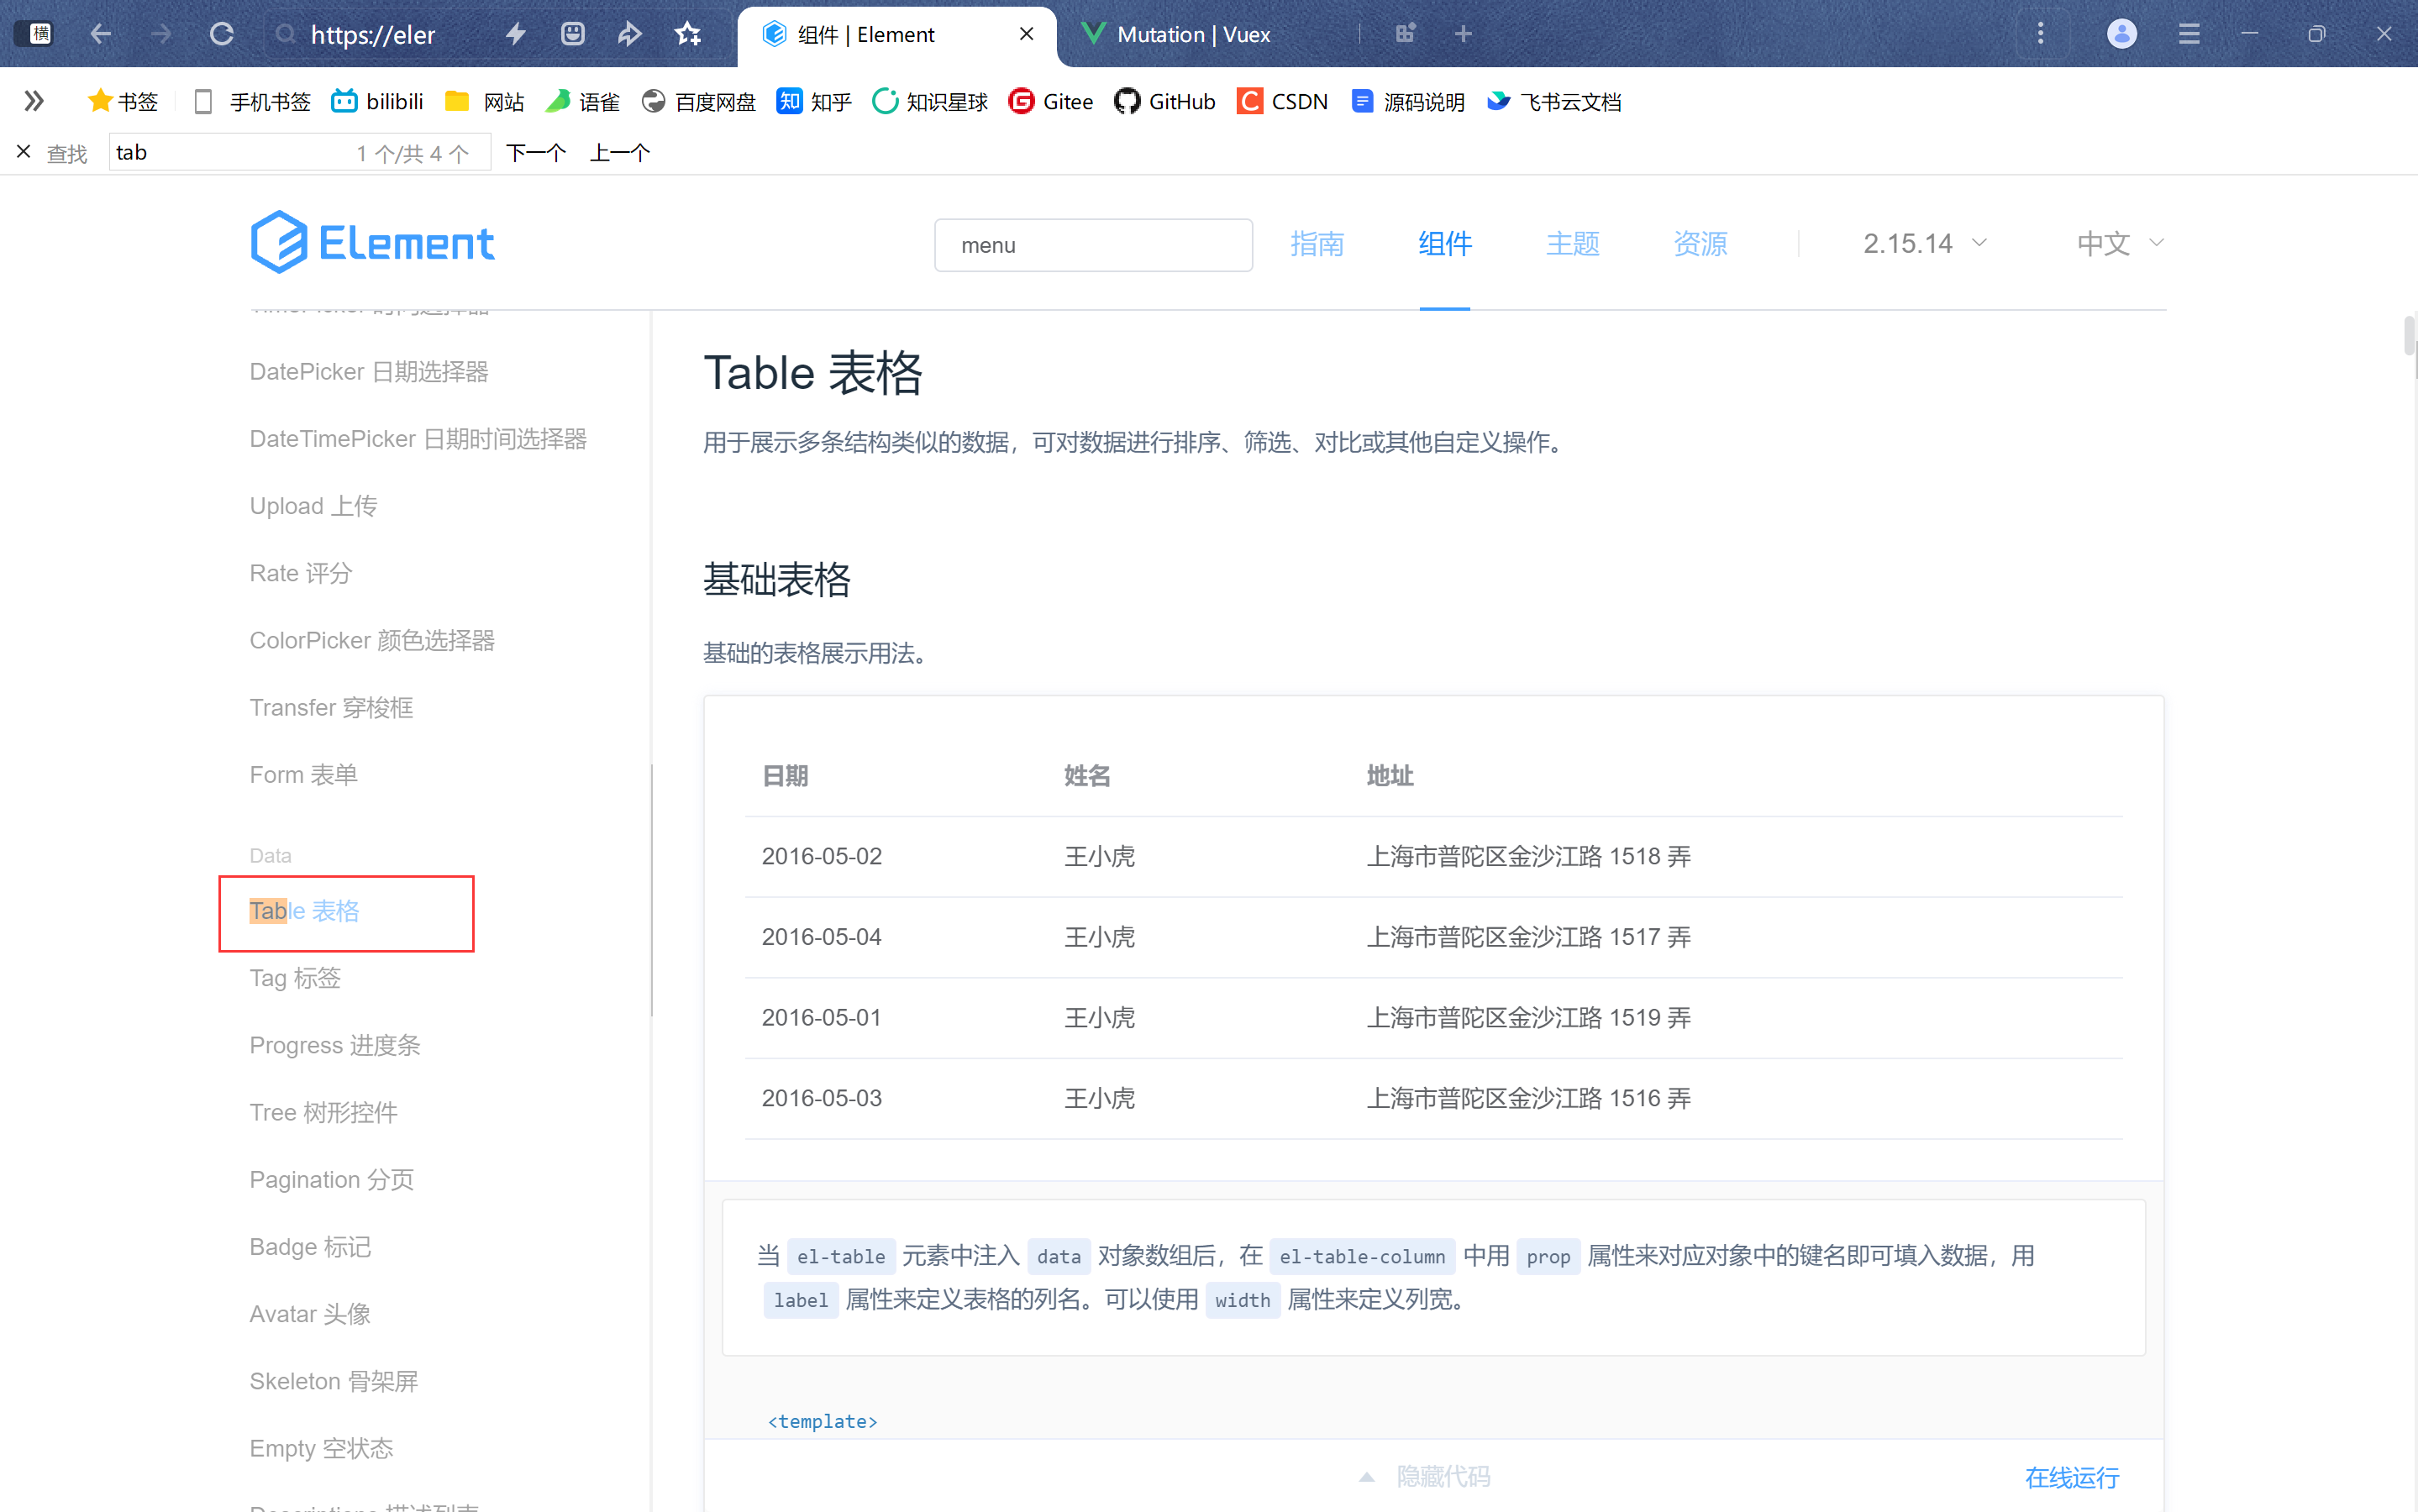 横 https://eler 组件 | Element Mutation | Vuex
书签 手机书签 bilibili 网站 语雀 百度网盘 知乎 知识星球 Gitee GitHub CSDN 源码说明 飞书云文档
查找 tab 1 个/共 4 个 下一个 上一个
Element menu 指南 组件 主题 资源 2.15.14 中文
TimePicker 时间选择器
DatePicker 日期选择器
DateTimePicker 日期时间选择器
Upload 上传
Rate 评分
ColorPicker 颜色选择器
Transfer 穿梭框
Form 表单
Data
Table 表格
Tag 标签
Progress 进度条
Tree 树形控件
Pagination 分页
Badge 标记
Avatar 头像
Skeleton 骨架屏
Empty 空状态
Descriptions 描述列表
Table 表格
用于展示多条结构类似的数据，可对数据进行排序、筛选、对比或其他自定义操作。
基础表格
基础的表格展示用法。
日期 姓名 地址
2016-05-02 王小虎 上海市普陀区金沙江路 1518 弄
2016-05-04 王小虎 上海市普陀区金沙江路 1517 弄
2016-05-01 王小虎 上海市普陀区金沙江路 1519 弄
2016-05-03 王小虎 上海市普陀区金沙江路 1516 弄
当 el-table 元素中注入 data 对象数组后，在 el-table-column 中用 prop 属性来对应对象中的键名即可填入数据，用
label 属性来定义表格的列名。可以使用 width 属性来定义列宽。
<template>
隐藏代码 在线运行